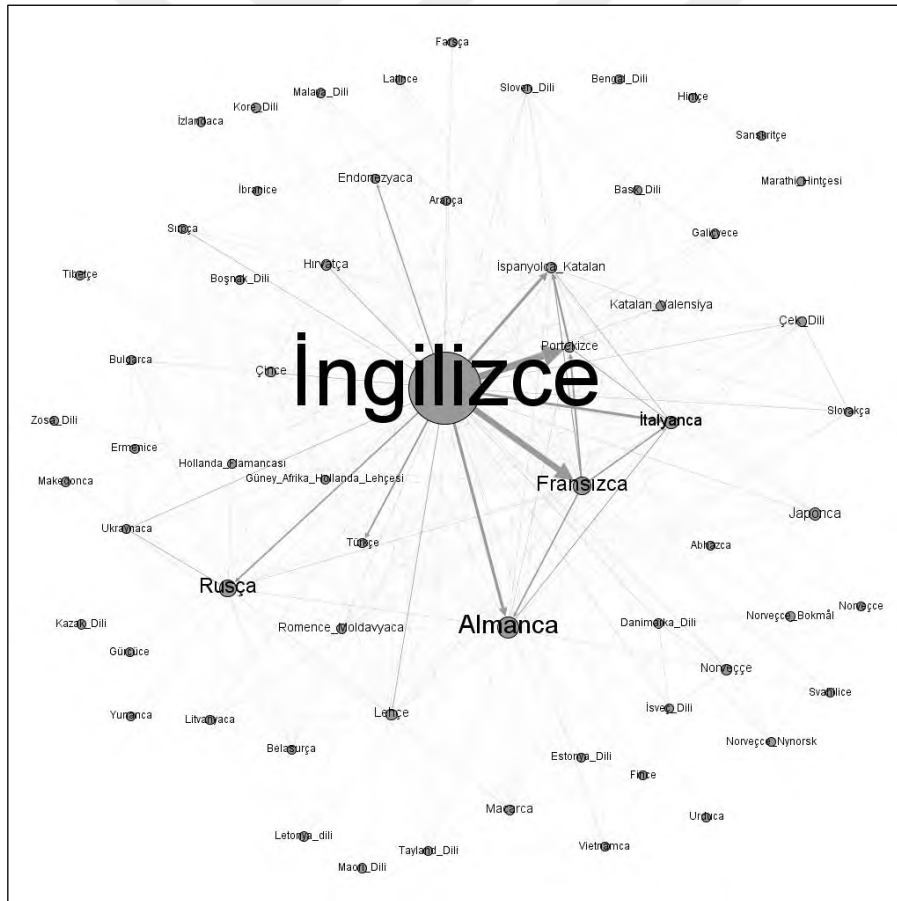 Farsça
Latince
Malaya_Dili
Sloven_Dili
Bengal_Dili
Hintçe
Kore_Dili
İzlandaca
Sanskritçe
Endonezyaca
Marathi_Hintçesi
İbranice
Arapça
Bask_Dili
Sırpça
Galiçyece
Hırvatça
İspanyolca_Katalan
Tibetçe
Boşnak_Dili
Katalan_Valensiya
Çek_Dili
Portekizce
Bulgarca
Çince
İngilizce
Slovakça
Zosa_Dili
İtalyanca
Ermenice
Hollanda_Flamancası
Makedonca
Güney_Afrika_Hollanda_Lehçesi
Fransızca
Japonca
Ukraynaca
Türkçe
Abhazca
Rusça
Norveççe
Norveççe_Bokmål
Kazak_Dili
Romence_Moldavyaca
Almanca
Danimarka_Dili
Gürcüce
Norveççe
Svahilice
Yunanca
Litvanyaca
Lehçe
İsveç_Dili
Norveççe_Nynorsk
Belasurça
Estonya_Dili
Fince
Macarca
Urduca
Letonya_dili
Tayland_Dili
Vietnamca
Maori_Dili